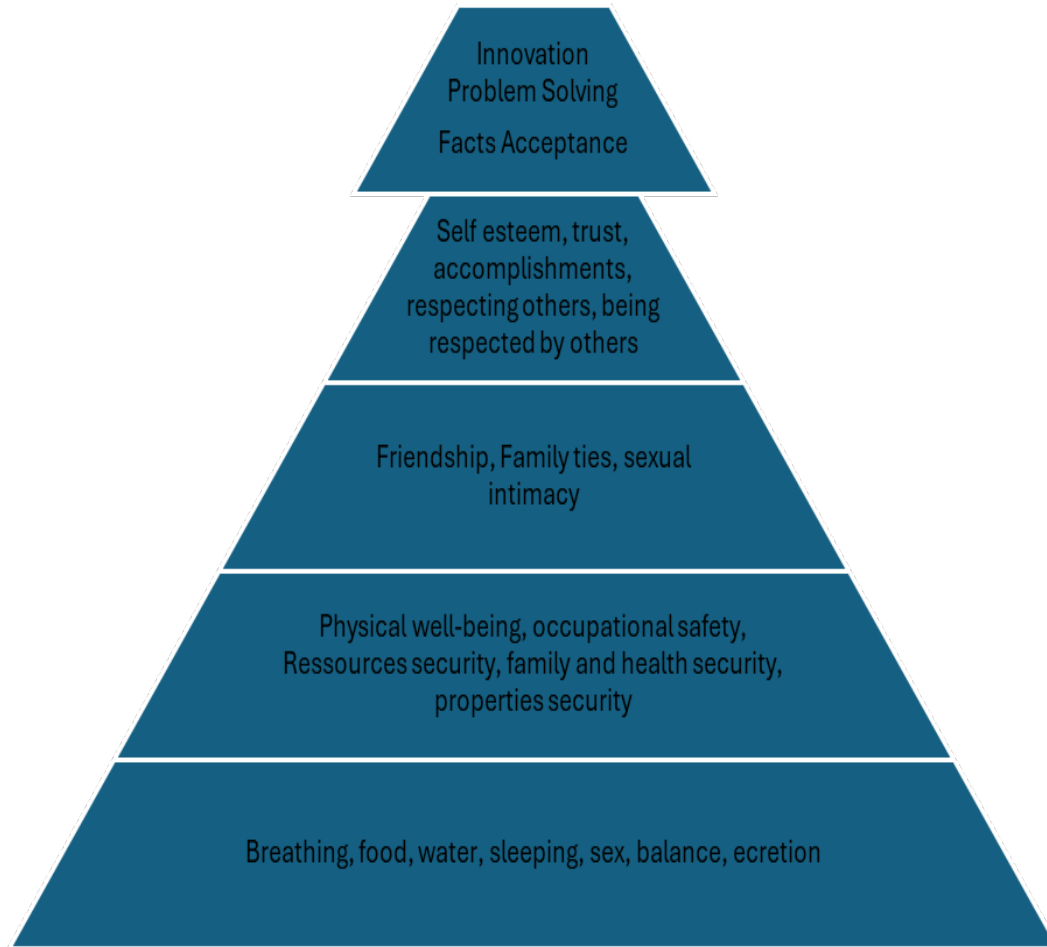 Innovation
Problem Solving
Facts Acceptance
Self esteem, trust,
accomplishments,
respecting others, being
respected by others
Friendship, Family ties, sexual
intimacy
Physical well-being, occupational safety,
Ressources security, family and health security,
properties security
Breathing, food, water, sleeping, sex, balance, ecretion